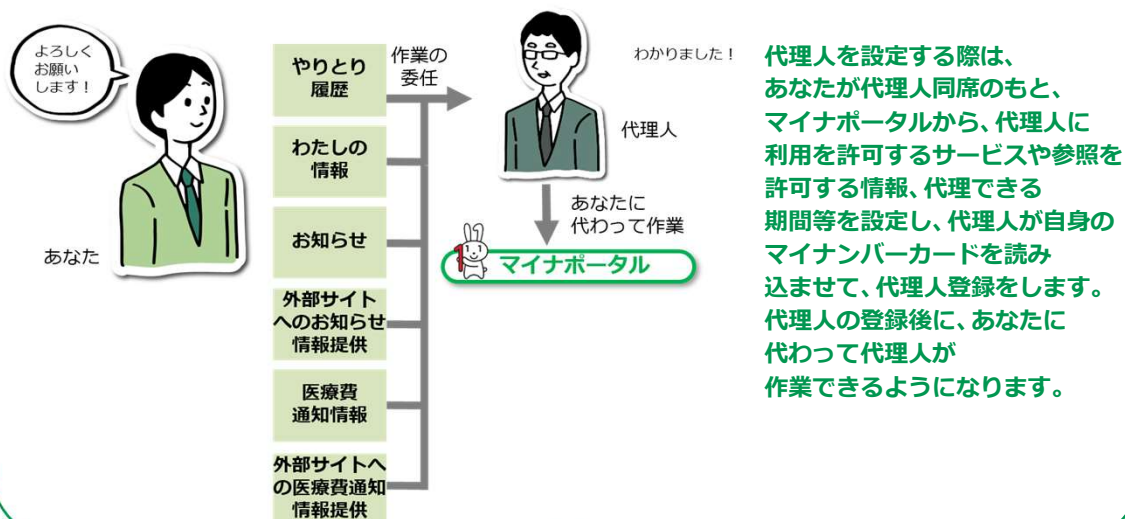 よろしく
お願い
します！
あなた
やりとり
履歴
わたしの
情報
お知らせ
外部サイト
へのお知らせ
情報提供
医療費
通知情報
外部サイトへ
の医療費通知
情報提供
作業の
委任
わかりました！
代理人
あなたに
代わって作業
マイナポータル
代理人を設定する際は、
あなたが代理人同席のもと、
マイナポータルから、代理人に
利用を許可するサービスや参照を
許可する情報、代理できる
期間等を設定し、代理人が自身の
マイナンバーカードを読み
込ませて、代理人登録をします。
代理人の登録後に、あなたに
代わって代理人が
作業できるようになります。